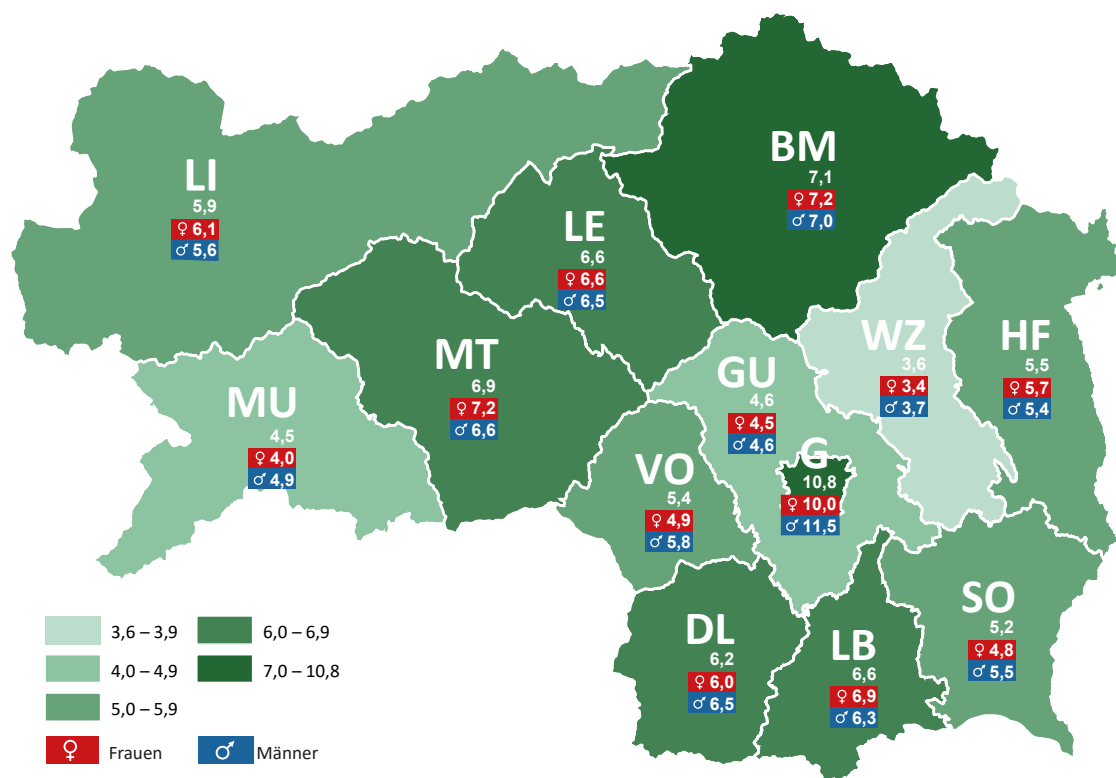 BM
7,1
♀ 7,2
♂ 7,0
LI
5,9
♀ 6,1
♂ 5,6
LE
6,6
♀ 6,6
♂ 6,5
WZ
3,6
♀ 3,4
♂ 3,7
HF
5,5
♀ 5,7
♂ 5,4
MT
6,9
♀ 7,2
♂ 6,6
GU
4,6
♀ 4,5
♂ 4,6
MU
4,5
♀ 4,0
♂ 4,9
G
10,8
♀ 10,0
♂ 11,5
VO
5,4
♀ 4,9
♂ 5,8
SO
5,2
♀ 4,8
♂ 5,5
DL
6,2
♀ 6,0
♂ 6,5
LB
6,6
♀ 6,9
♂ 6,3
3,6 – 3,9
4,0 – 4,9
5,0 – 5,9
6,0 – 6,9
7,0 – 10,8
♀ Frauen
♂ Männer